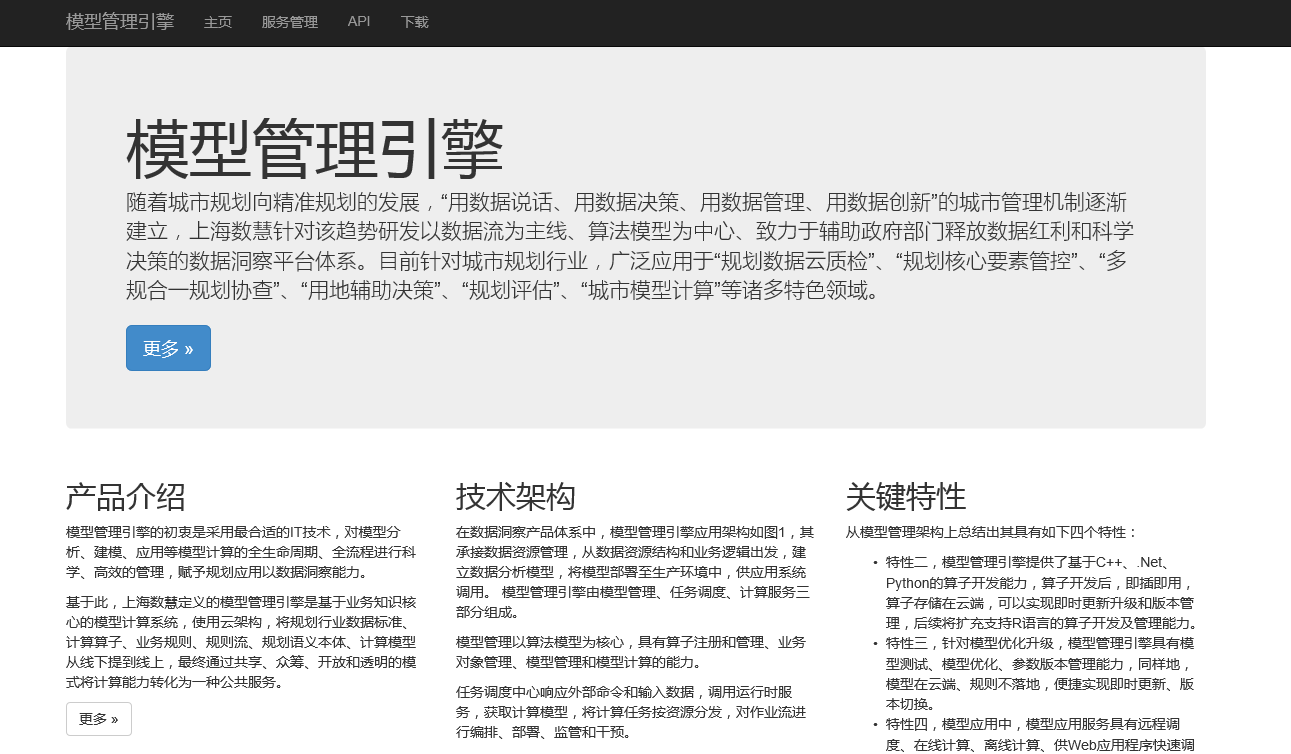 模型管理引擎 主页 服务管理 API 下载
模型管理引擎
随着城市规划向精准规划的发展，“用数据说话、用数据决策、用数据管理、用数据创新”的城市管理机制逐渐
建立，上海数慧针对该趋势研发以数据流为主线、算法模型为中心、致力于辅助政府部门释放数据红利和科学
决策的数据洞察平台体系。目前针对城市规划行业，广泛应用于“规划数据云质检”、“规划核心要素管控”、“多
规合一规划协查”、“用地辅助决策”、“规划评估”、“城市模型计算”等诸多特色领域。
更多 »
产品介绍
模型管理引擎的初衷是采用最合适的IT技术，对模型分
析、建模、应用等模型计算的全生命周期、全流程进行科
学、高效的管理，赋予规划应用以数据洞察能力。
基于此，上海数慧定义的模型管理引擎是基于业务知识核
心的模型计算系统，使用云架构，将规划行业数据标准、
计算算子、业务规则、规则流、规划语义本体、计算模型
从线下提到线上，最终通过共享、众筹、开放和透明的模
式将计算能力转化为一种公共服务。
更多 »
技术架构
在数据洞察产品体系中，模型管理引擎应用架构如图1，其
承接数据资源管理，从数据资源结构和业务逻辑出发，建
立数据分析模型，将模型部署至生产环境中，供应用系统
调用。 模型管理引擎由模型管理、任务调度、计算服务三
部分组成。
模型管理以算法模型为核心，具有算子注册和管理、业务
对象管理、模型管理和模型计算的能力。
任务调度中心响应外部命令和输入数据，调用运行时服
务，获取计算模型，将计算任务按资源分发，对作业流进
行编排、部署、监管和干预。
关键特性
从模型管理架构上总结出其具有如下四个特性：
• 特性二，模型管理引擎提供了基于C++、.Net、
Python的算子开发能力，算子开发后，即插即用，
算子存储在云端，可以实现即时更新升级和版本管
理，后续将扩充支持R语言的算子开发及管理能力。
• 特性三，针对模型优化升级，模型管理引擎具有模
型测试、模型优化、参数版本管理能力，同样地，
模型在云端、规则不落地，便捷实现即时更新、版
本切换。
• 特性四，模型应用中，模型应用服务具有远程调
度、在线计算、离线计算、供Web应用程序快速调